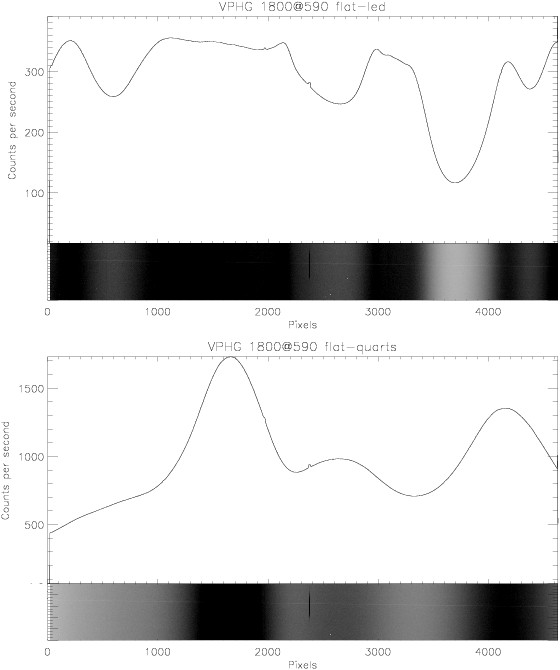 VPHG 1800@590 flat-led
Counts per second
300
200
100
0 1000 2000 3000 4000
Pixels
VPHG 1800@590 flat-quarts
Counts per second
1500
1000
500
0 1000 2000 3000 4000
Pixels